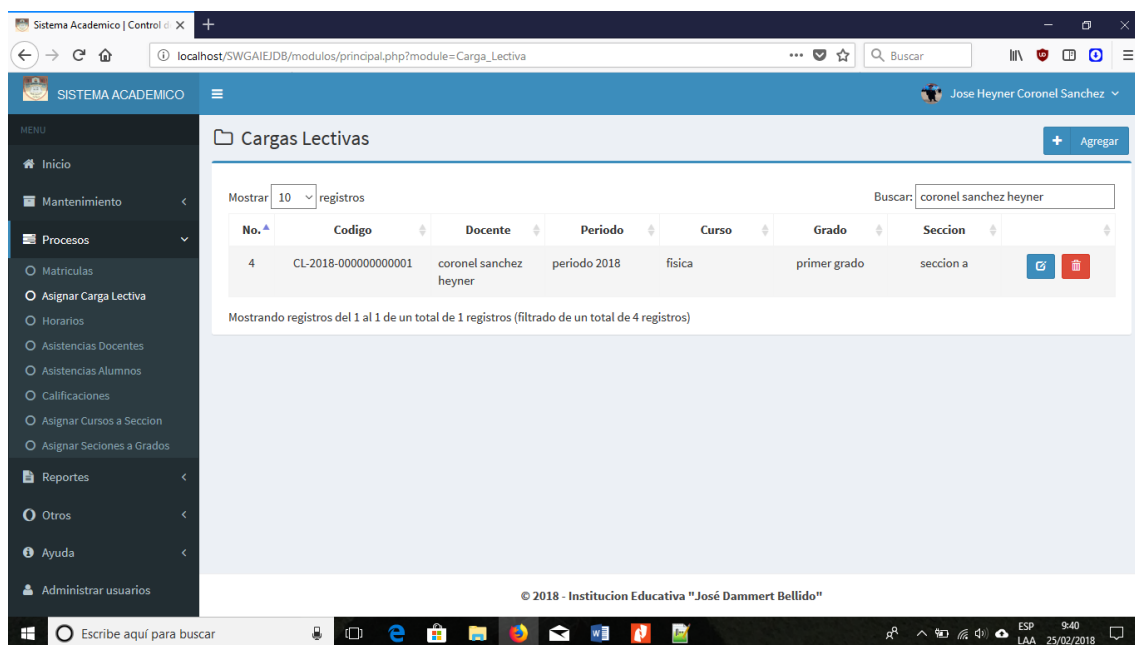 Sistema Academico | Control d
localhost/SWGAIEJDB/modulos/principal.php?module=Carga_Lectiva
Buscar
SISTEMA ACADEMICO
Jose Heyner Coronel Sanchez
MENU
Inicio
Mantenimiento
Procesos
Matriculas
Asignar Carga Lectiva
Horarios
Asistencias Docentes
Asistencias Alumnos
Calificaciones
Asignar Cursos a Seccion
Asignar Seciones a Grados
Reportes
Otros
Ayuda
Administrar usuarios
Cargas Lectivas
Agregar
Mostrar 10 registros
Buscar: coronel sanchez heyner
No. Codigo Docente Periodo Curso Grado Seccion
4 CL-2018-000000000001 coronel sanchez heyner periodo 2018 fisica primer grado seccion a
Mostrando registros del 1 al 1 de un total de 1 registros (filtrado de un total de 4 registros)
© 2018 - Institucion Educativa "José Dammert Bellido"
Escribe aquí para buscar
ESP 9:40
LAA 25/02/2018